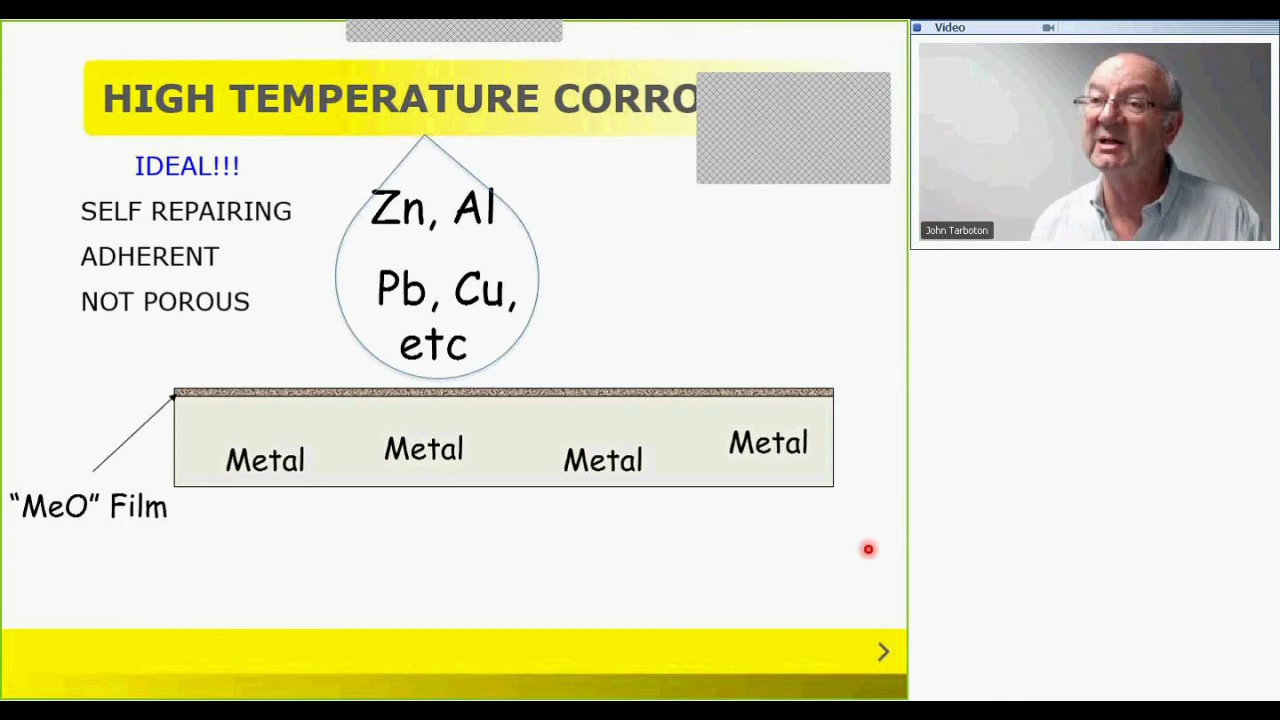 HIGH TEMPERATURE CORRO
IDEAL!!!
SELF REPAIRING
ADHERENT
NOT POROUS
Zn, Al
Pb, Cu,
etc
Metal
Metal
Metal
Metal
“MeO” Film
Video
John Tarboton